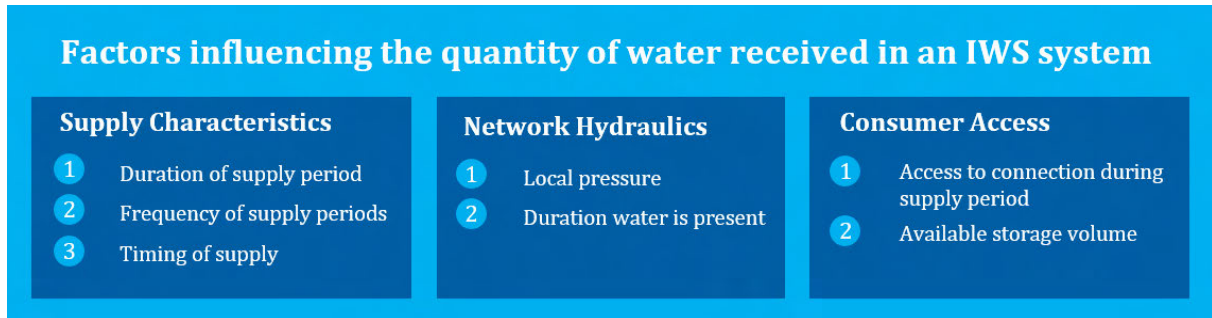 Factors influencing the quantity of water received in an IWS system
Supply Characteristics
1 Duration of supply period
2 Frequency of supply periods
3 Timing of supply
Network Hydraulics
1 Local pressure
2 Duration water is present
Consumer Access
1 Access to connection during
supply period
2 Available storage volume